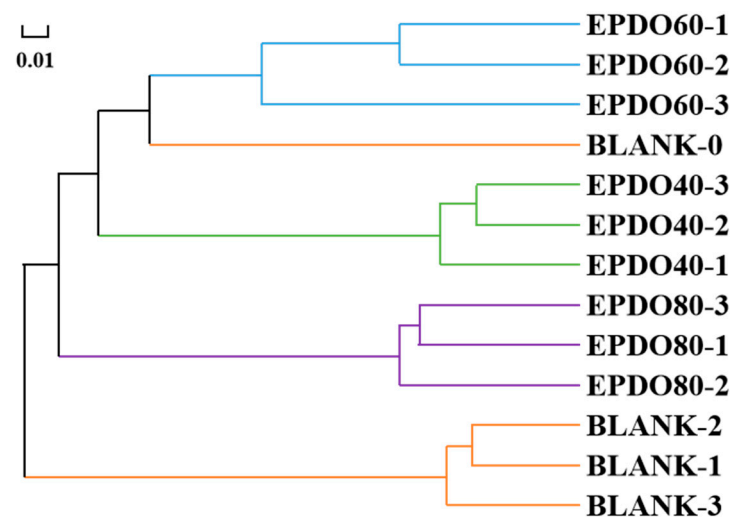 0.01
EPDO60-1
EPDO60-2
EPDO60-3
BLANK-0
EPDO40-3
EPDO40-2
EPDO40-1
EPDO80-3
EPDO80-1
EPDO80-2
BLANK-2
BLANK-1
BLANK-3